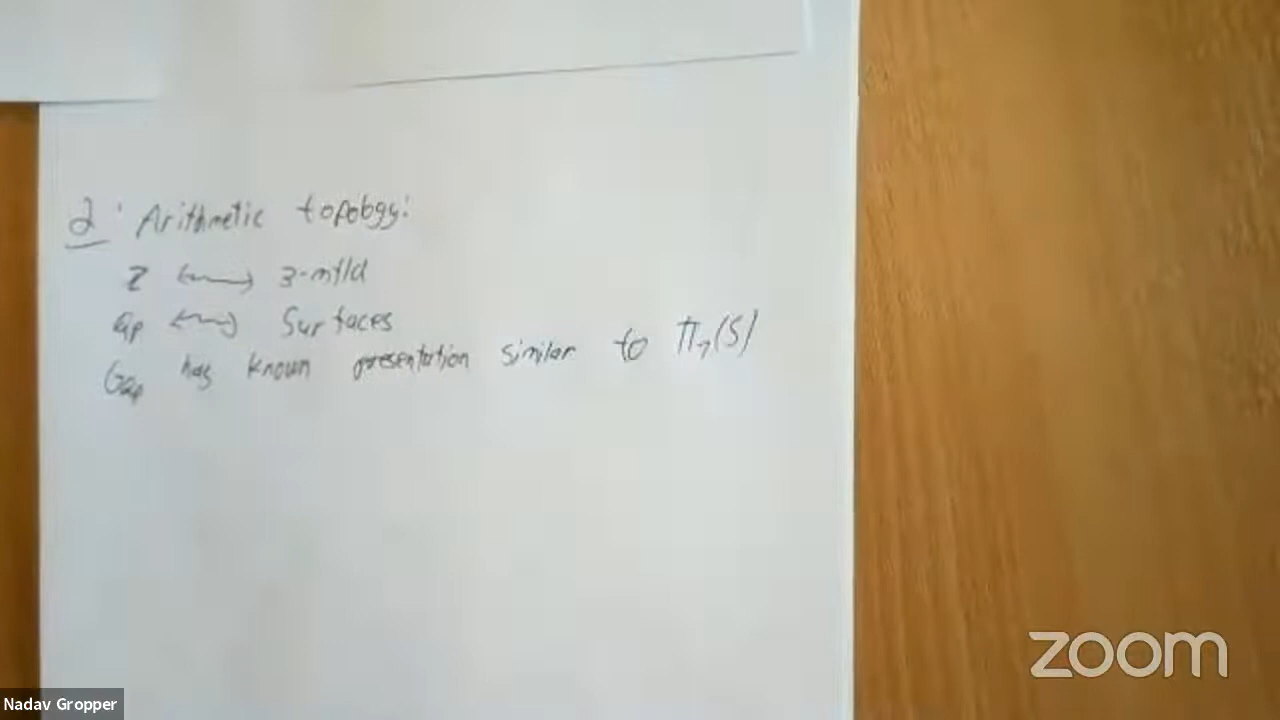 2. Arithmetic topology:
Z ⟷ 3-mfld
Qp ⟷ Surfaces
GQp has known presentation similar to π1(S)
zoom
Nadav Gropper